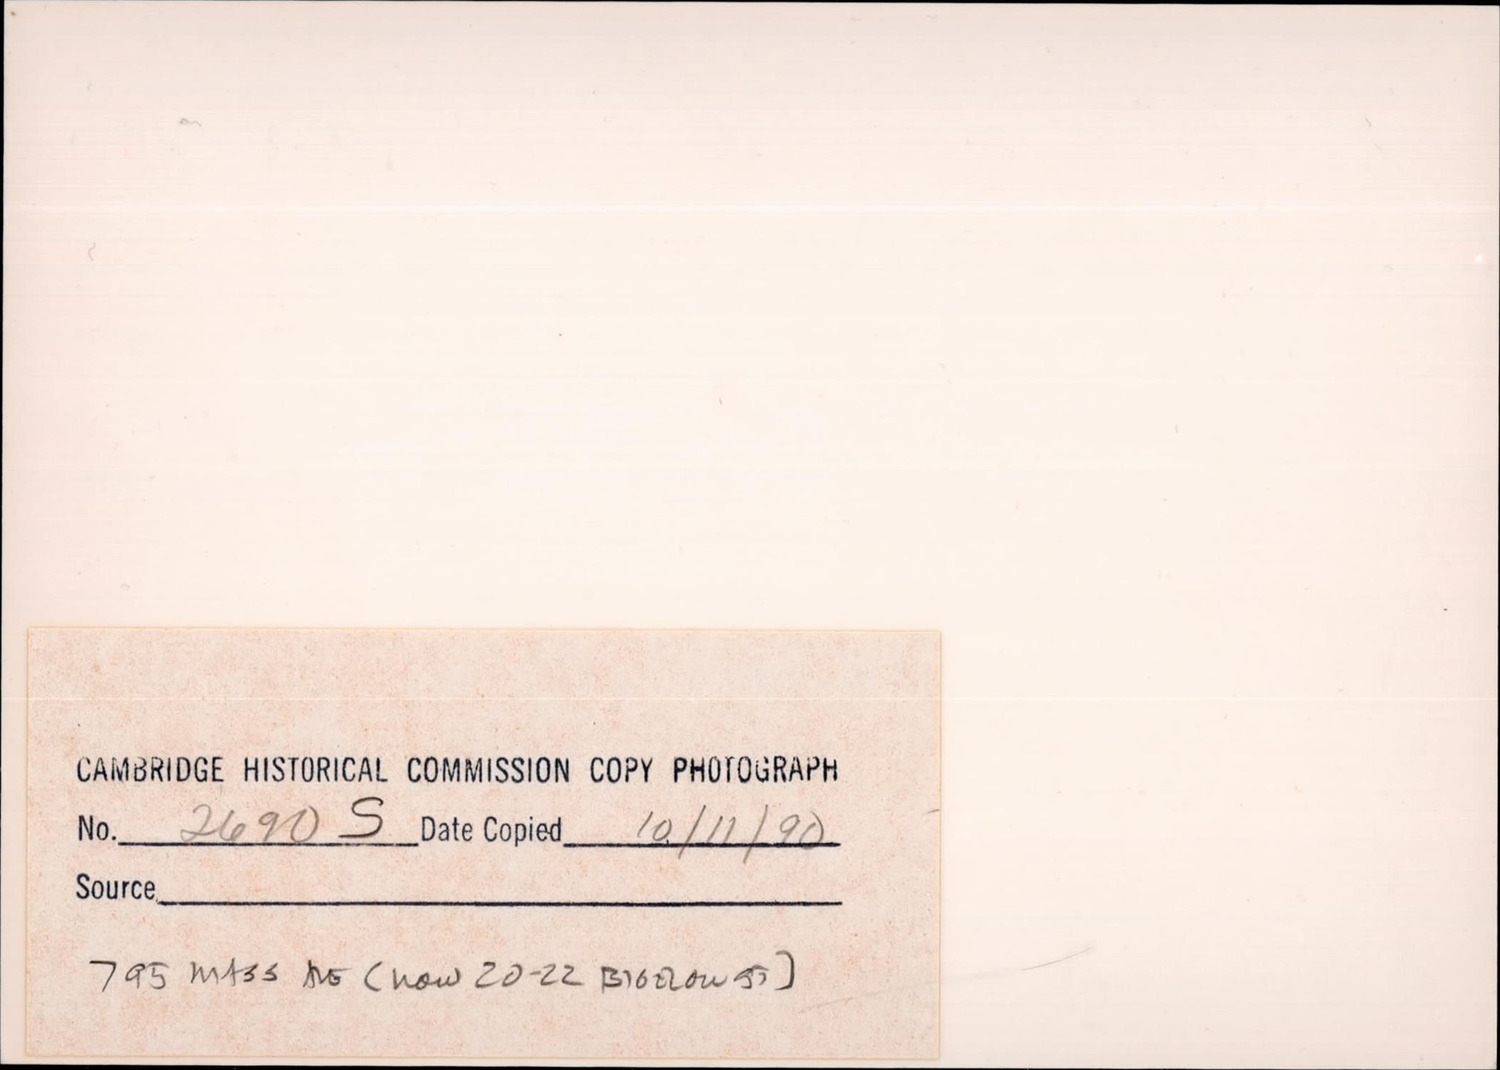 CAMBRIDGE HISTORICAL COMMISSION COPY PHOTOGRAPH
No. 2690 S Date Copied 10/11/90
Source
795 MASS AVE (now 20-22 BIGELOW ST)